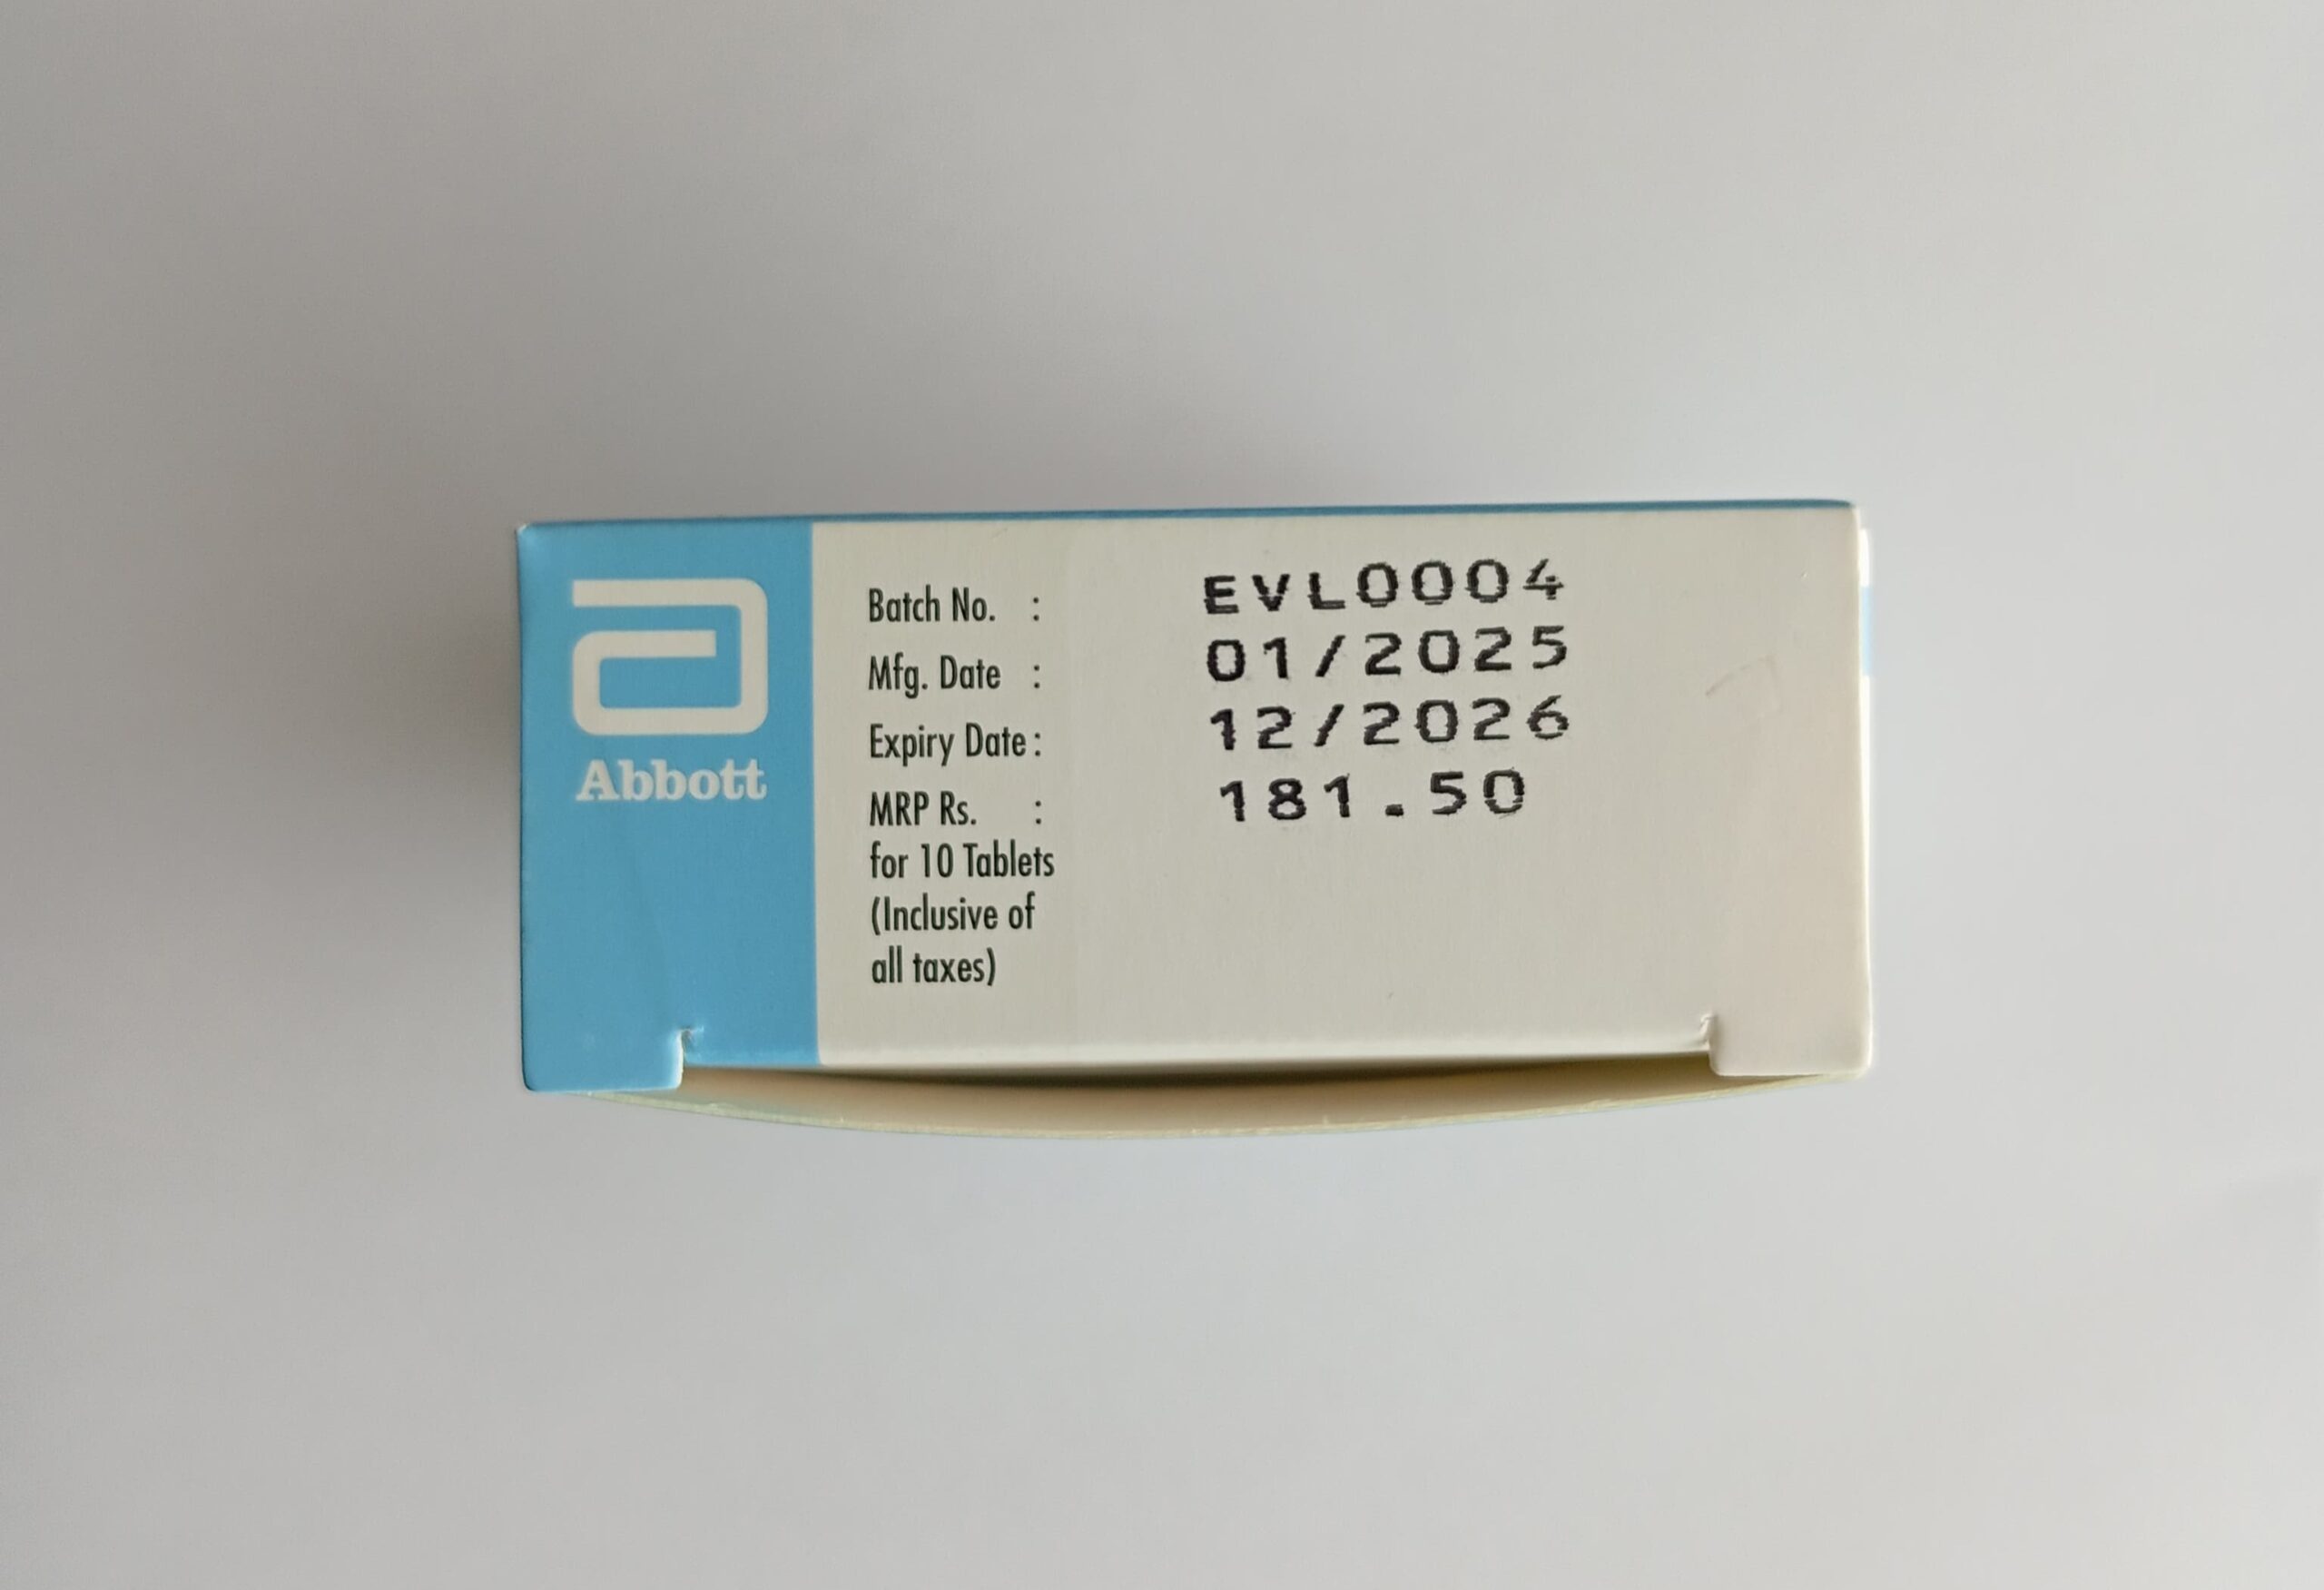 Abbott
Batch No. : EVL0004
Mfg. Date : 01/2025
Expiry Date : 12/2026
MRP Rs. : 181.50
for 10 Tablets
(Inclusive of
all taxes)